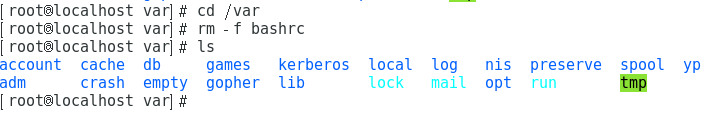 [root@localhost var]# cd /var
[root@localhost var]# rm -f bashrc
[root@localhost var]# ls
account cache db games kerberos local log nis preserve spool yp
adm crash empty gopher lib lock mail opt run tmp
[root@localhost var]#